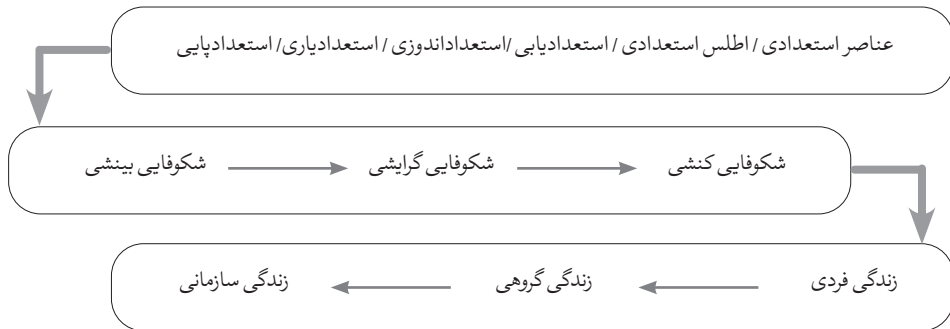 عناصر استعدادی / اطلس استعدادی / استعدادیابی /استعداداندوزی / استعدادیاری/ استعدادپایی
شکوفایی کنشی شکوفایی گرایشی شکوفایی بینشی
زندگی فردی زندگی گروهی زندگی سازمانی